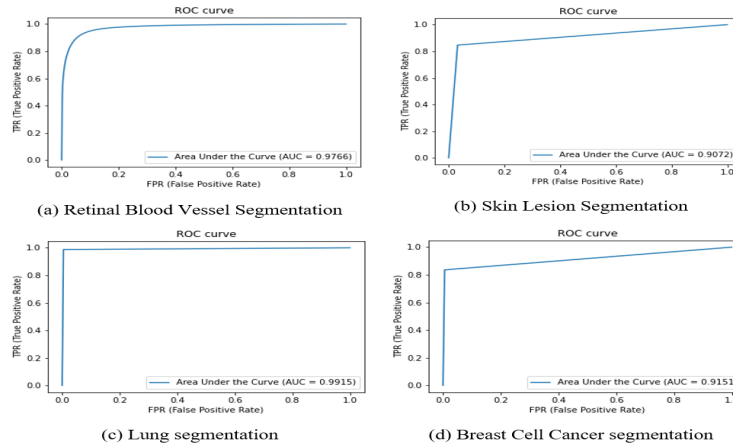 ROC curve
TPR (True Positive Rate)
1.0
0.8
0.6
0.4
0.2
0.0
Area Under the Curve (AUC = 0.9766)
0.0 0.2 0.4 0.6 0.8 1.0
FPR (False Positive Rate)
(a) Retinal Blood Vessel Segmentation
ROC curve
TPR (True Positive Rate)
1.0
0.8
0.6
0.4
0.2
0.0
Area Under the Curve (AUC = 0.9072)
0.0 0.2 0.4 0.6 0.8 1.0
FPR (False Positive Rate)
(b) Skin Lesion Segmentation
ROC curve
TPR (True Positive Rate)
1.0
0.8
0.6
0.4
0.2
0.0
Area Under the Curve (AUC = 0.9915)
0.0 0.2 0.4 0.6 0.8 1.0
FPR (False Positive Rate)
(c) Lung segmentation
ROC curve
TPR (True Positive Rate)
1.0
0.8
0.6
0.4
0.2
0.0
Area Under the Curve (AUC = 0.9151
0.0 0.2 0.4 0.6 0.8 1.0
FPR (False Positive Rate)
(d) Breast Cell Cancer segmentation